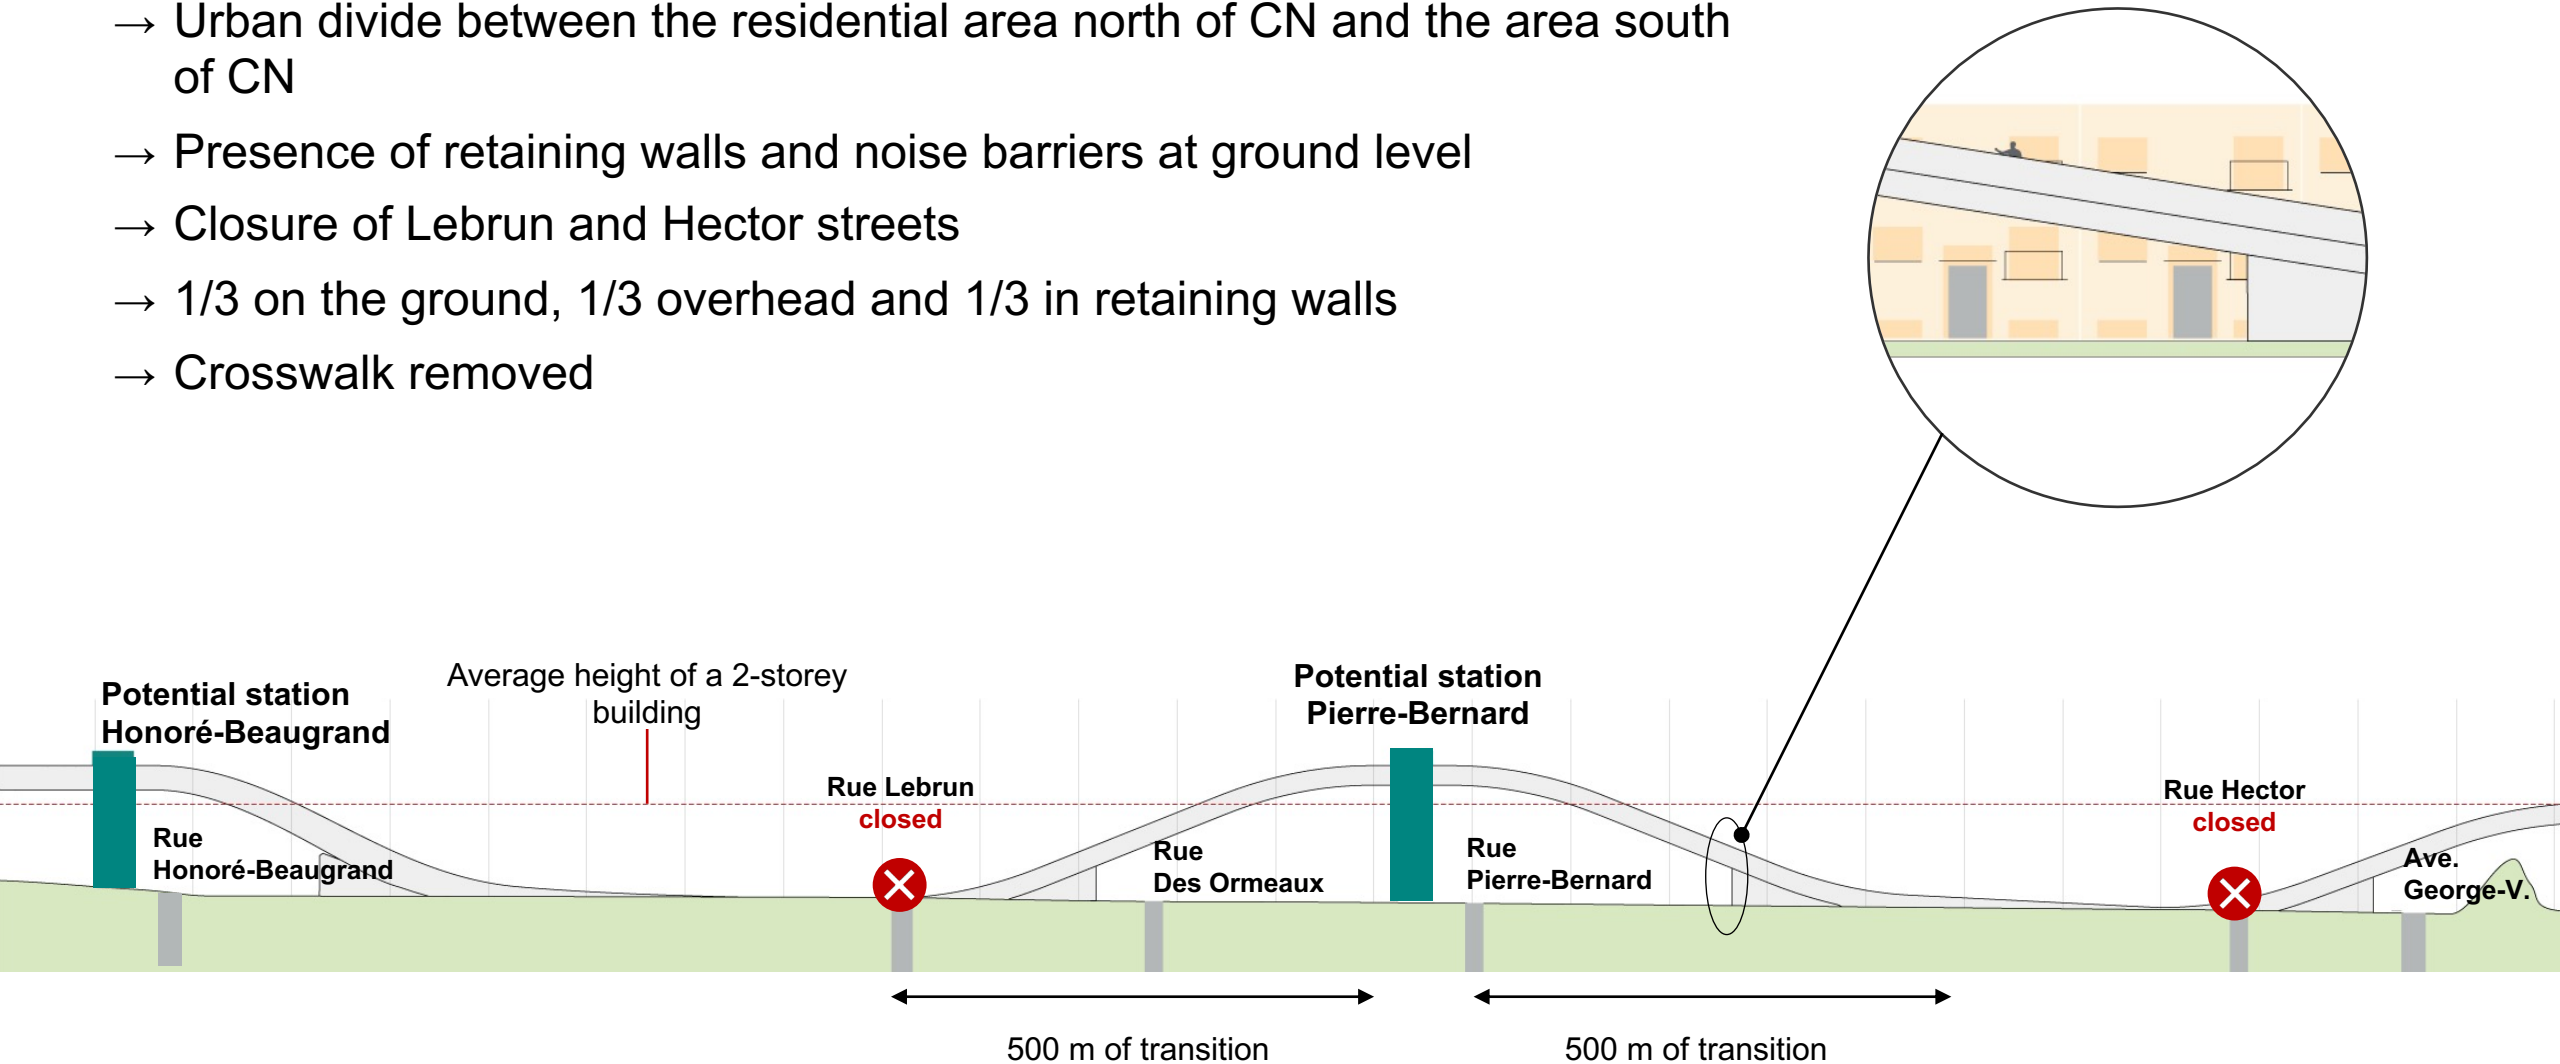 → Urban divide between the residential area north of CN and the area south
of CN
→ Presence of retaining walls and noise barriers at ground level
→ Closure of Lebrun and Hector streets
→ 1/3 on the ground, 1/3 overhead and 1/3 in retaining walls
→ Crosswalk removed
Potential station
Honoré-Beaugrand
Average height of a 2-storey
building
Potential station
Pierre-Bernard
Rue Lebrun
closed
Rue Hector
closed
Rue
Honoré-Beaugrand
Rue
Des Ormeaux
Rue
Pierre-Bernard
Ave.
George-V.
500 m of transition
500 m of transition